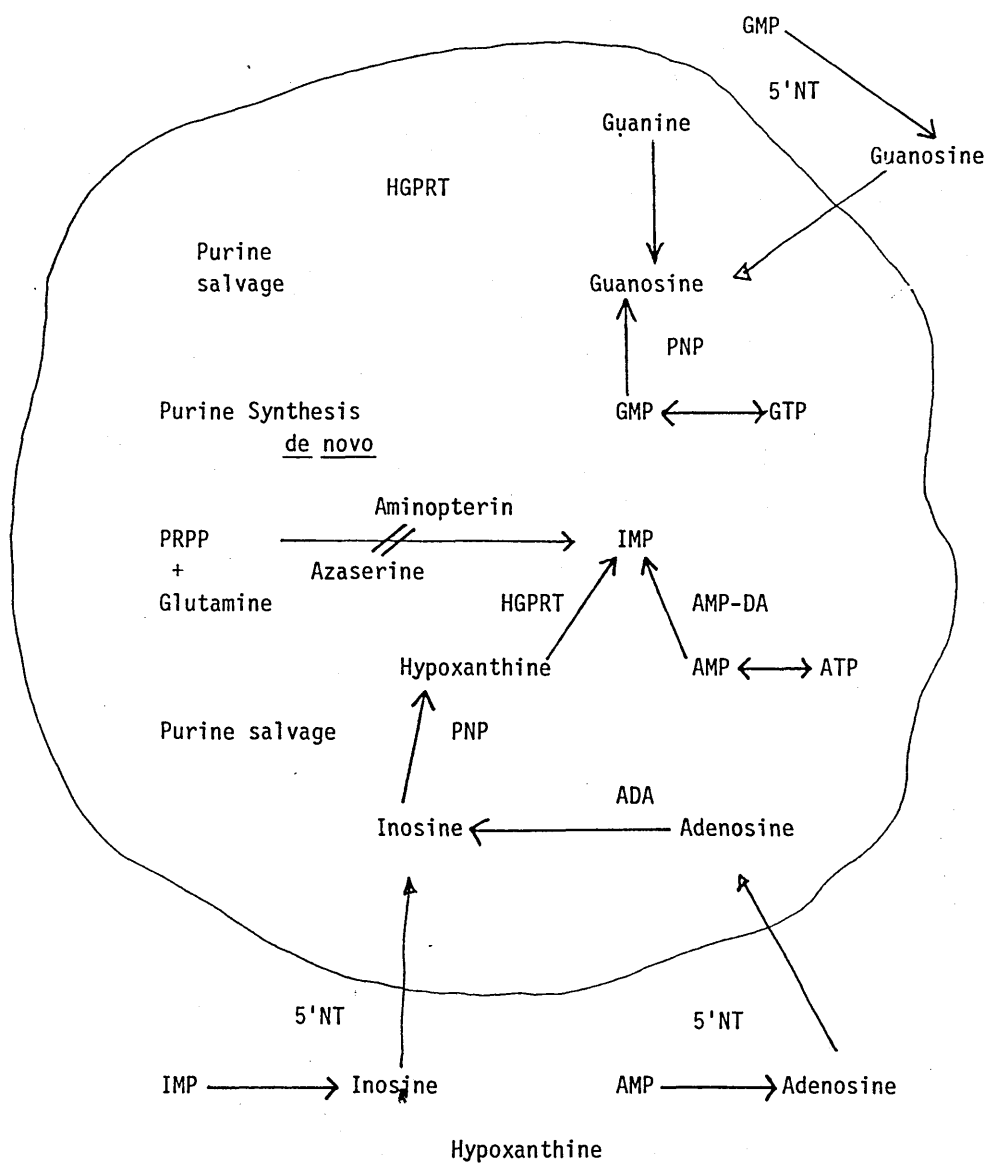 GMP
5'NT
Guanine
Guanosine
HGPRT
Purine
salvage
Guanosine
PNP
Purine Synthesis
de novo
GMP
GTP
Aminopterin
PRPP
IMP
+
Azaserine
Glutamine
HGPRT
AMP-DA
Hypoxanthine
AMP
ATP
Purine salvage
PNP
ADA
Inosine
Adenosine
5'NT
5'NT
IMP
Inosine
AMP
Adenosine
Hypoxanthine